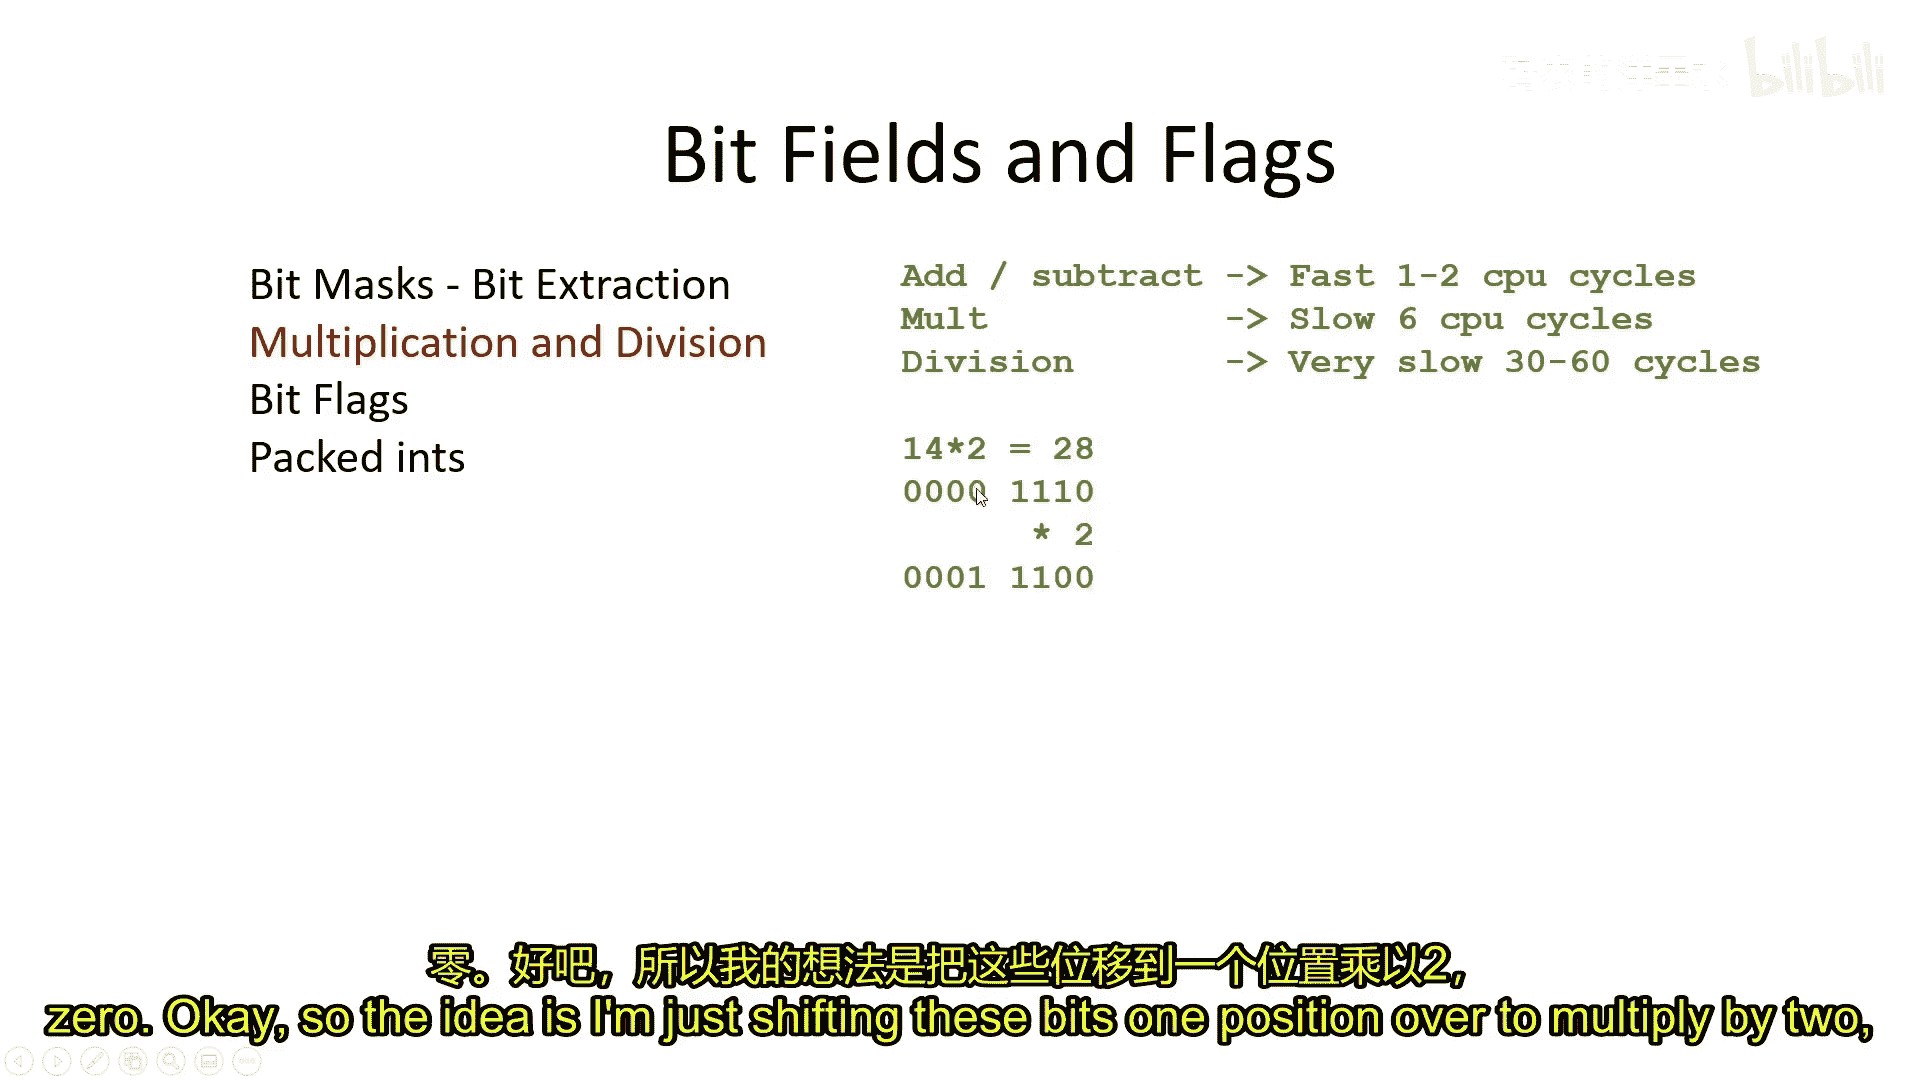 bilibili
Bit Fields and Flags
Bit Masks - Bit Extraction
Multiplication and Division
Bit Flags
Packed ints
Add / subtract -> Fast 1-2 cpu cycles
Mult -> Slow 6 cpu cycles
Division -> Very slow 30-60 cycles
14*2 = 28
0000 1110
* 2
0001 1100
零。好吧，所以我的想法是把这些位移到一个位置乘以2，
zero. Okay, so the idea is I'm just shifting these bits one position over to multiply by two,